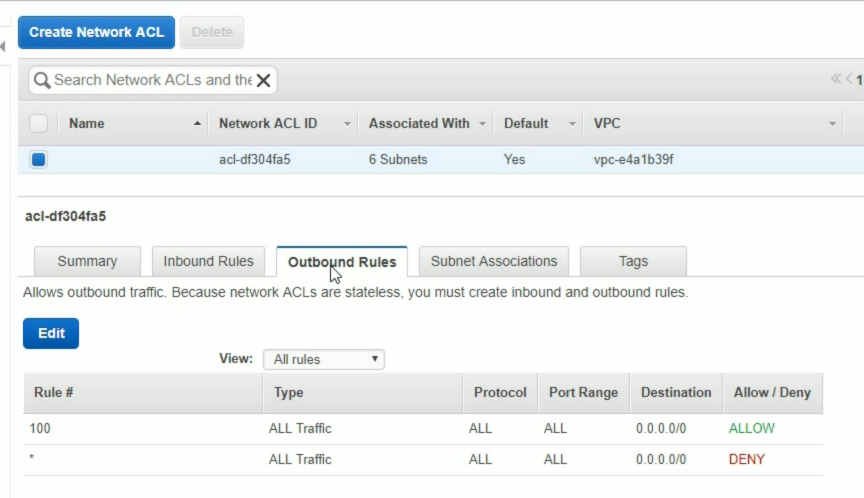 Create Network ACL Delete
Search Network ACLs and the
1
Name Network ACL ID Associated With Default VPC
acl-df304fa5 6 Subnets Yes vpc-e4a1b39f
acl-df304fa5
Summary Inbound Rules Outbound Rules Subnet Associations Tags
Allows outbound traffic. Because network ACLs are stateless, you must create inbound and outbound rules.
Edit
View: All rules
Rule # Type Protocol Port Range Destination Allow / Deny
100 ALL Traffic ALL ALL 0.0.0.0/0 ALLOW
* ALL Traffic ALL ALL 0.0.0.0/0 DENY